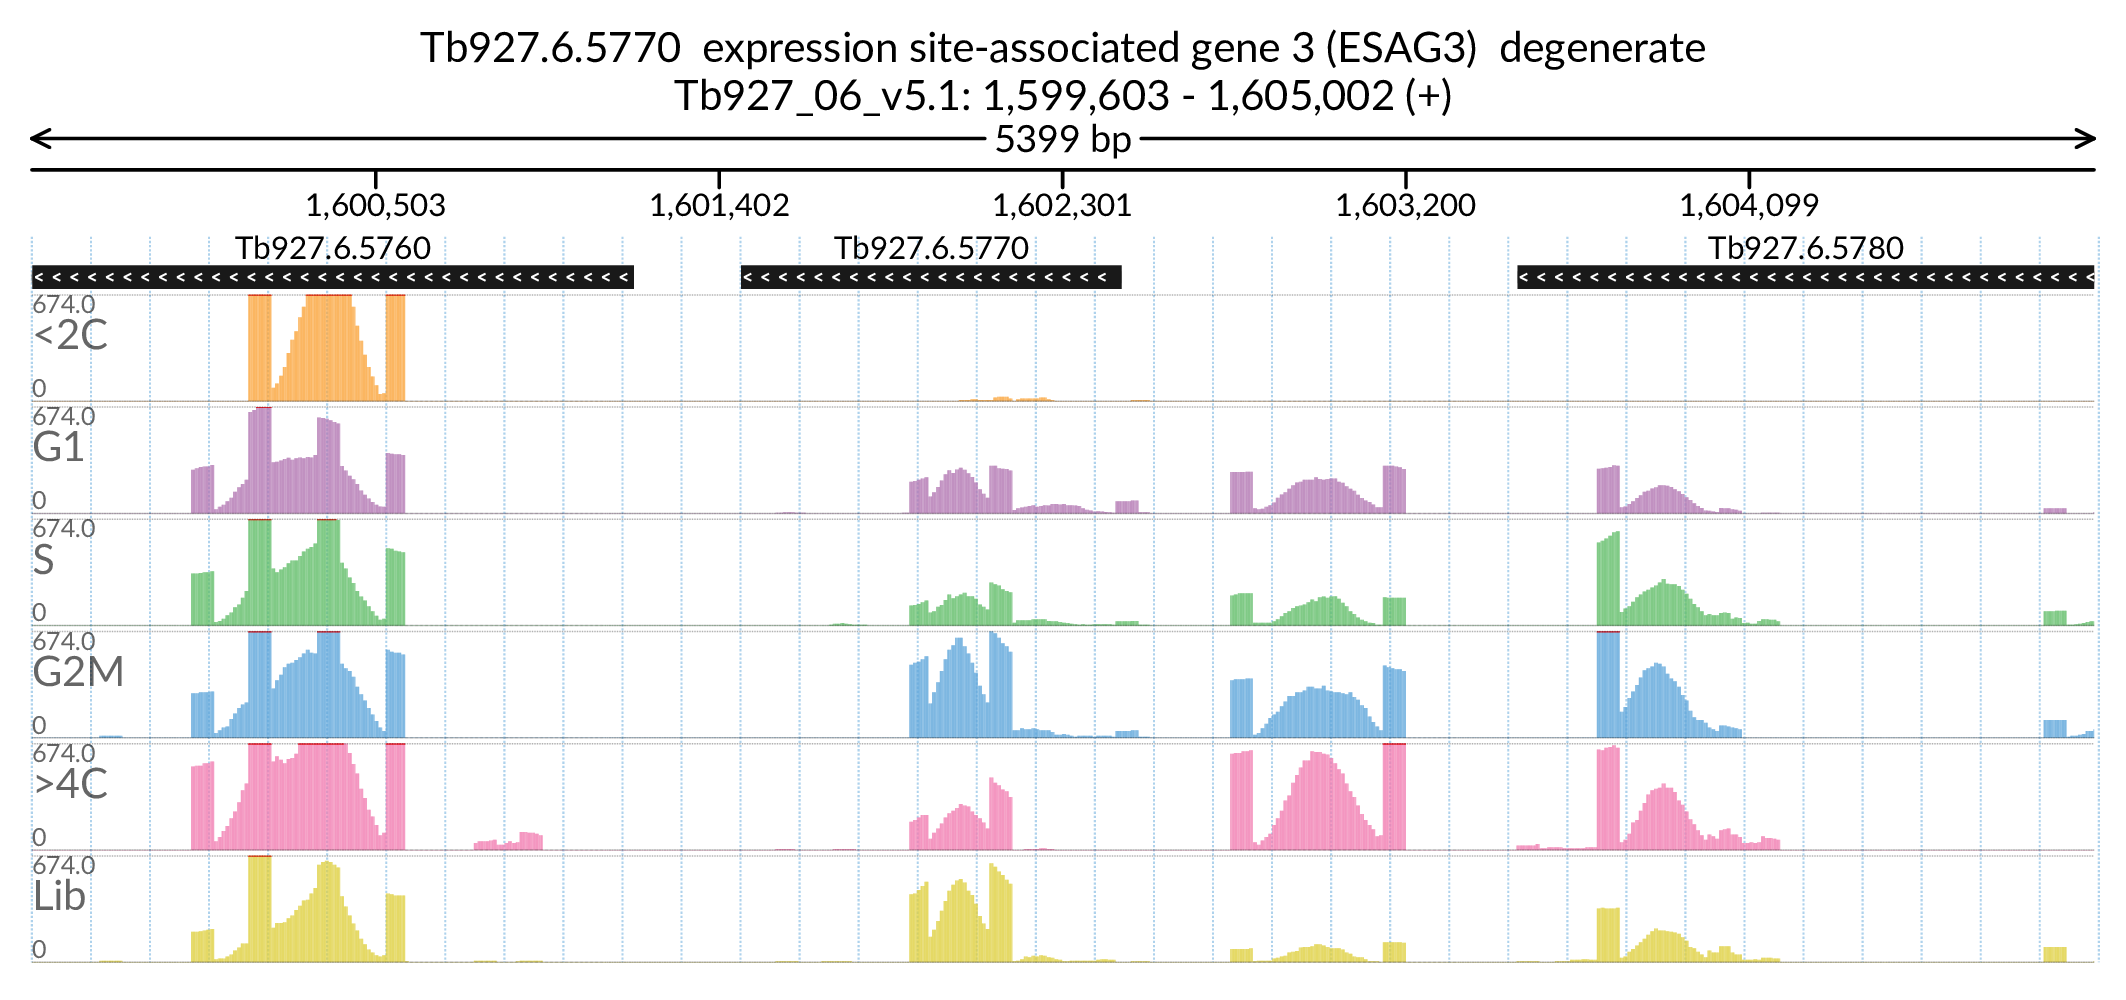 Tb927.6.5770 expression site-associated gene 3 (ESAG3) degenerate
Tb927_06_v5.1: 1,599,603 - 1,605,002 (+)
5399 bp
1,600,503 1,601,402 1,602,301 1,603,200 1,604,099
Tb927.6.5760 Tb927.6.5770 Tb927.6.5780
674.0
<2C
0
674.0
G1
0
674.0
S
0
674.0
G2M
0
674.0
>4C
0
674.0
Lib
0